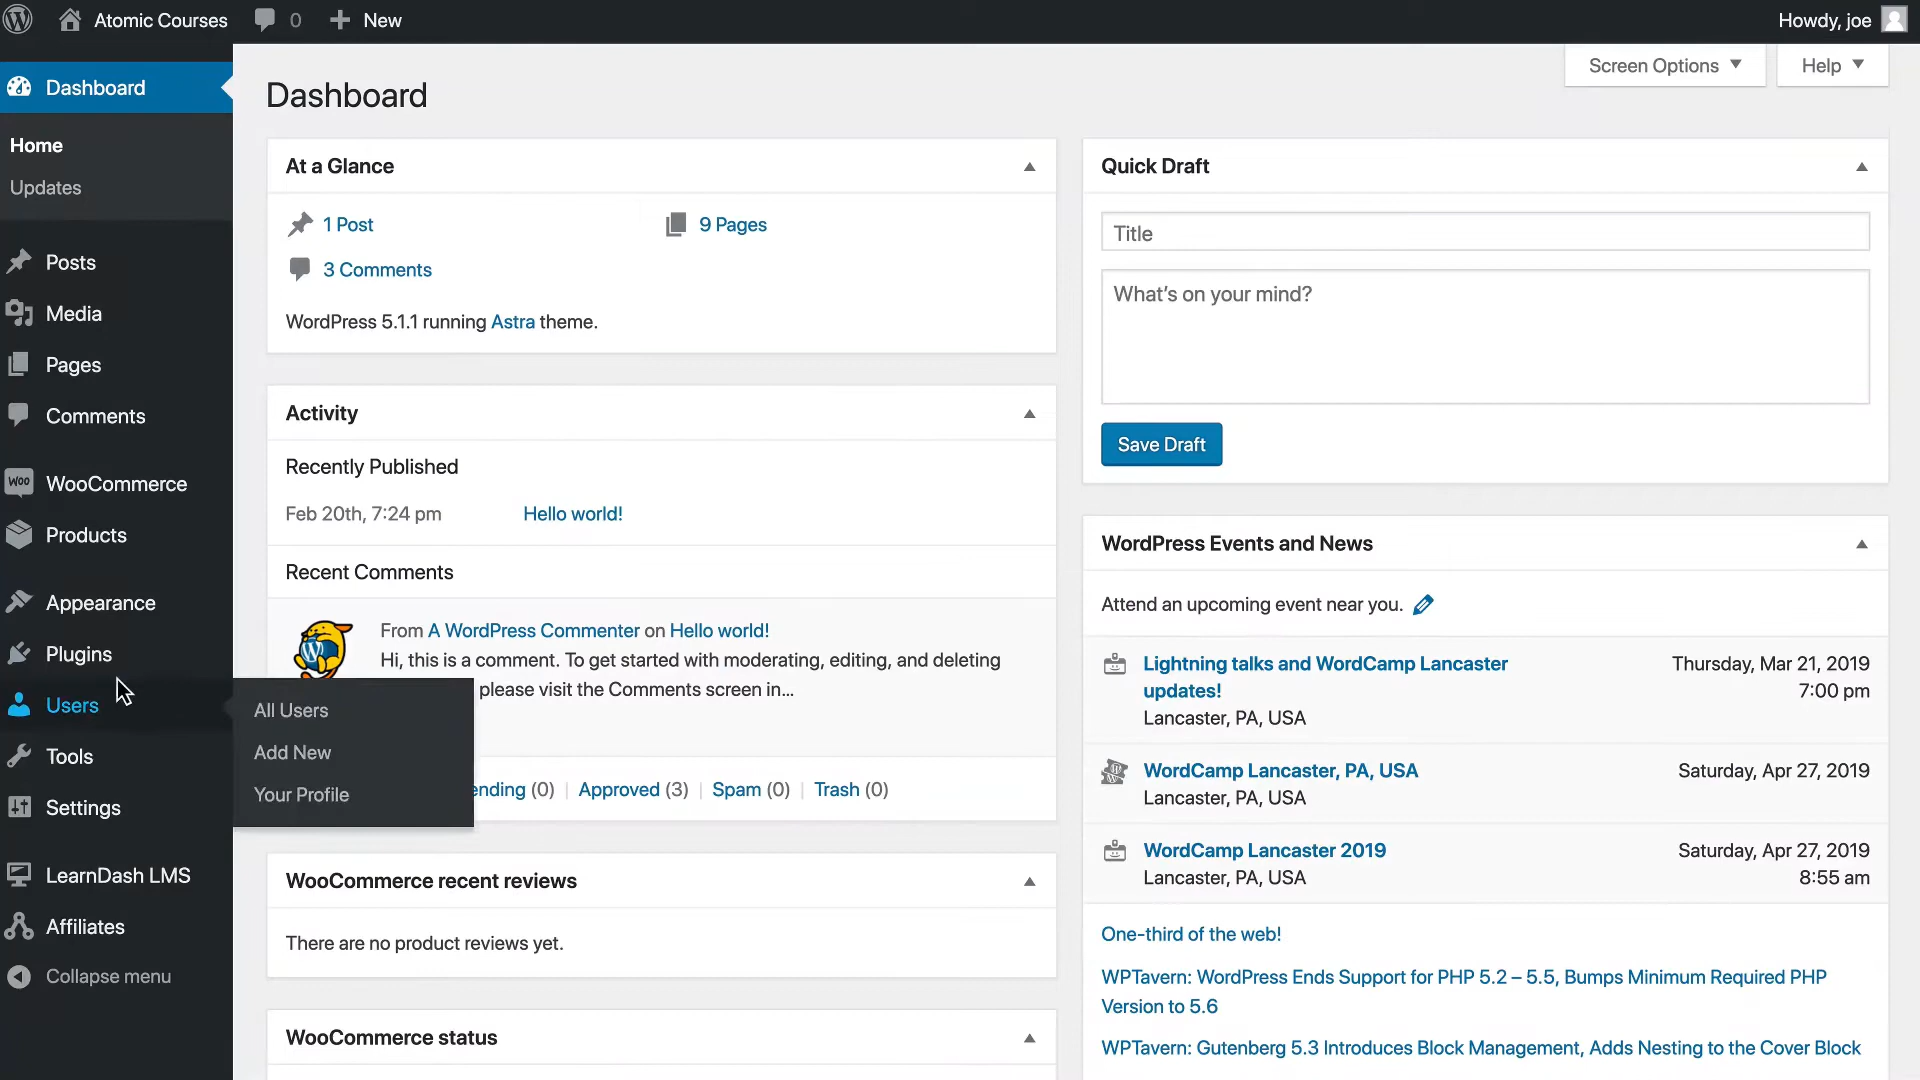 Atomic Courses
0
New
Howdy, joe
Dashboard
Home
Updates
Posts
Media
Pages
Comments
WOO
WooCommerce
Products
Appearance
Plugins
Users
Tools
Settings
LearnDash LMS
Affiliates
Collapse menu
All Users
Add New
Your Profile
Screen Options
Help
Dashboard
At a Glance
1 Post
9 Pages
3 Comments
WordPress 5.1.1 running Astra theme.
Activity
Recently Published
Feb 20th, 7:24 pm
Hello world!
Recent Comments
From A WordPress Commenter on Hello world!
Hi, this is a comment. To get started with moderating, editing, and deleting
please visit the Comments screen in...
ending (0) | Approved (3) | Spam (0) | Trash (0)
WooCommerce recent reviews
There are no product reviews yet.
WooCommerce status
Quick Draft
Title
What's on your mind?
Save Draft
WordPress Events and News
Attend an upcoming event near you.
Lightning talks and WordCamp Lancaster
updates!
Lancaster, PA, USA
Thursday, Mar 21, 2019
7:00 pm
WordCamp Lancaster, PA, USA
Lancaster, PA, USA
Saturday, Apr 27, 2019
WordCamp Lancaster 2019
Lancaster, PA, USA
Saturday, Apr 27, 2019
8:55 am
One-third of the web!
WPTavern: WordPress Ends Support for PHP 5.2 – 5.5, Bumps Minimum Required PHP
Version to 5.6
WPTavern: Gutenberg 5.3 Introduces Block Management, Adds Nesting to the Cover Block